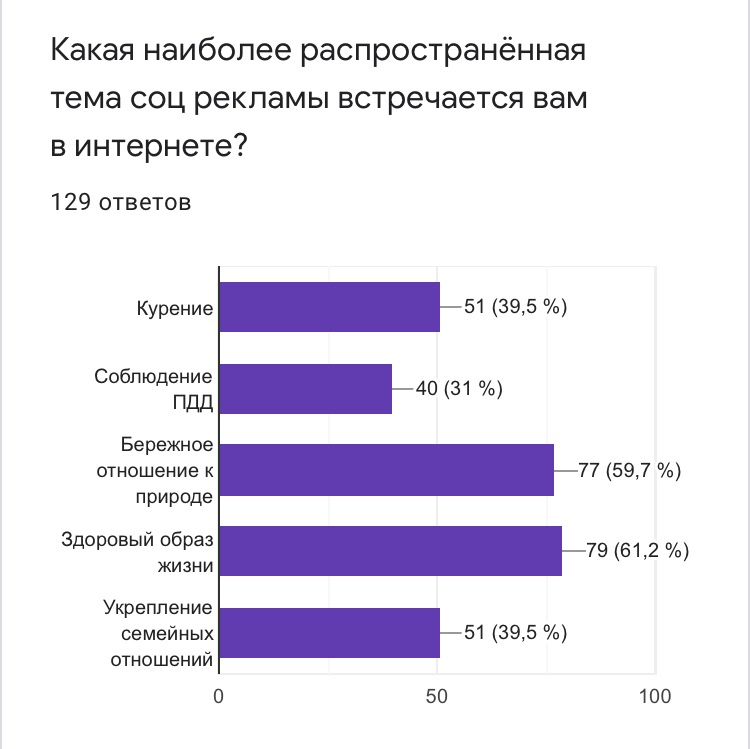 Какая наиболее распространённая
тема соц рекламы встречается вам
в интернете?
129 ответов
Курение
51 (39,5 %)
Соблюдение
ПДД
40 (31 %)
Бережное
отношение к
природе
77 (59,7 %)
Здоровый образ
жизни
79 (61,2 %)
Укрепление
семейных
отношений
51 (39,5 %)
0 50 100